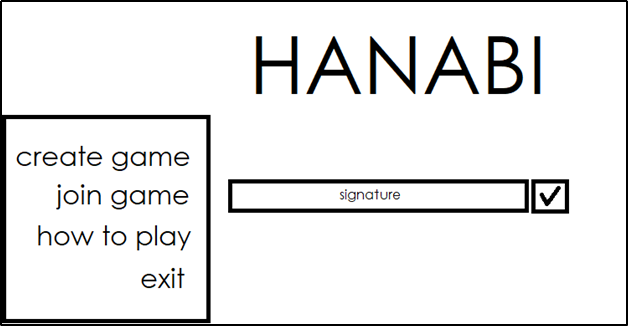 HANABI
create game
join game
how to play
exit
signature